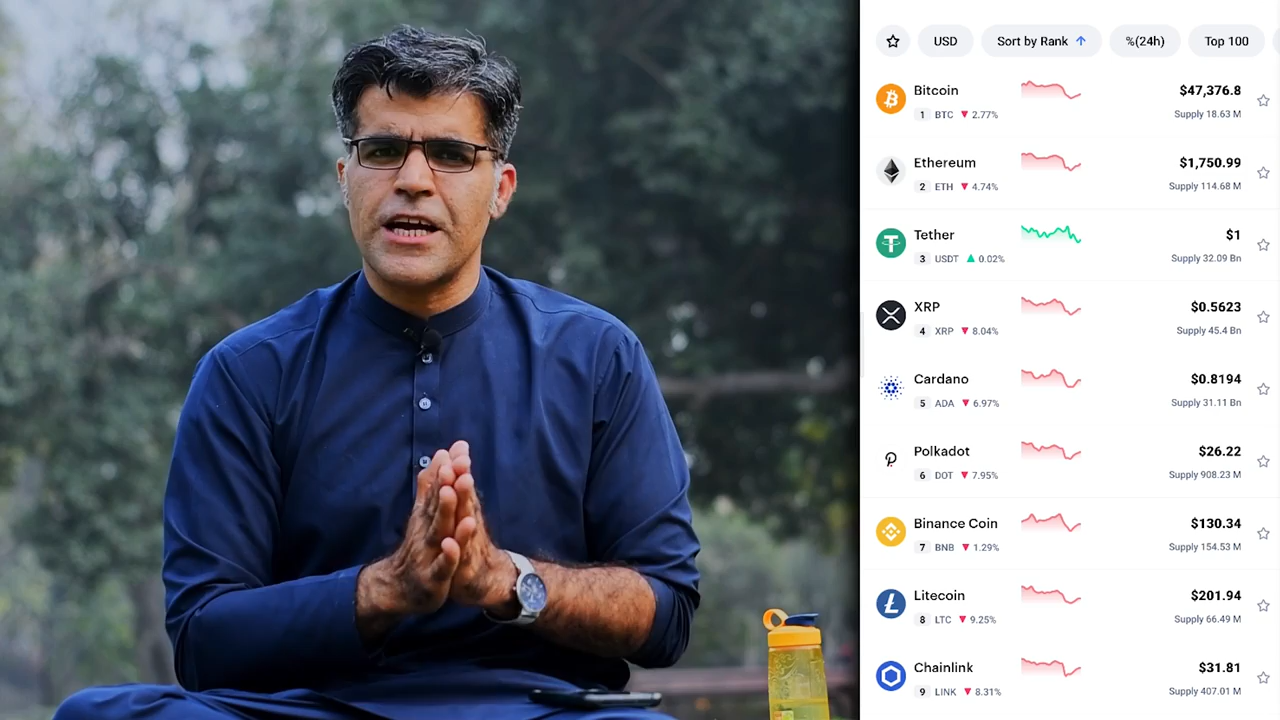 USD Sort by Rank %(24h) Top 100
Bitcoin $47,376.8
1 BTC ▼ 2.77% Supply 18.63 M
Ethereum $1,750.99
2 ETH ▼ 4.74% Supply 114.68 M
Tether $1
3 USDT ▲ 0.02% Supply 32.09 Bn
XRP $0.5623
4 XRP ▼ 8.04% Supply 45.4 Bn
Cardano $0.8194
5 ADA ▼ 6.97% Supply 31.11 Bn
Polkadot $26.22
6 DOT ▼ 7.95% Supply 908.23 M
Binance Coin $130.34
7 BNB ▼ 1.29% Supply 154.53 M
Litecoin $201.94
8 LTC ▼ 9.25% Supply 66.49 M
Chainlink $31.81
9 LINK ▼ 8.31% Supply 407.01 M